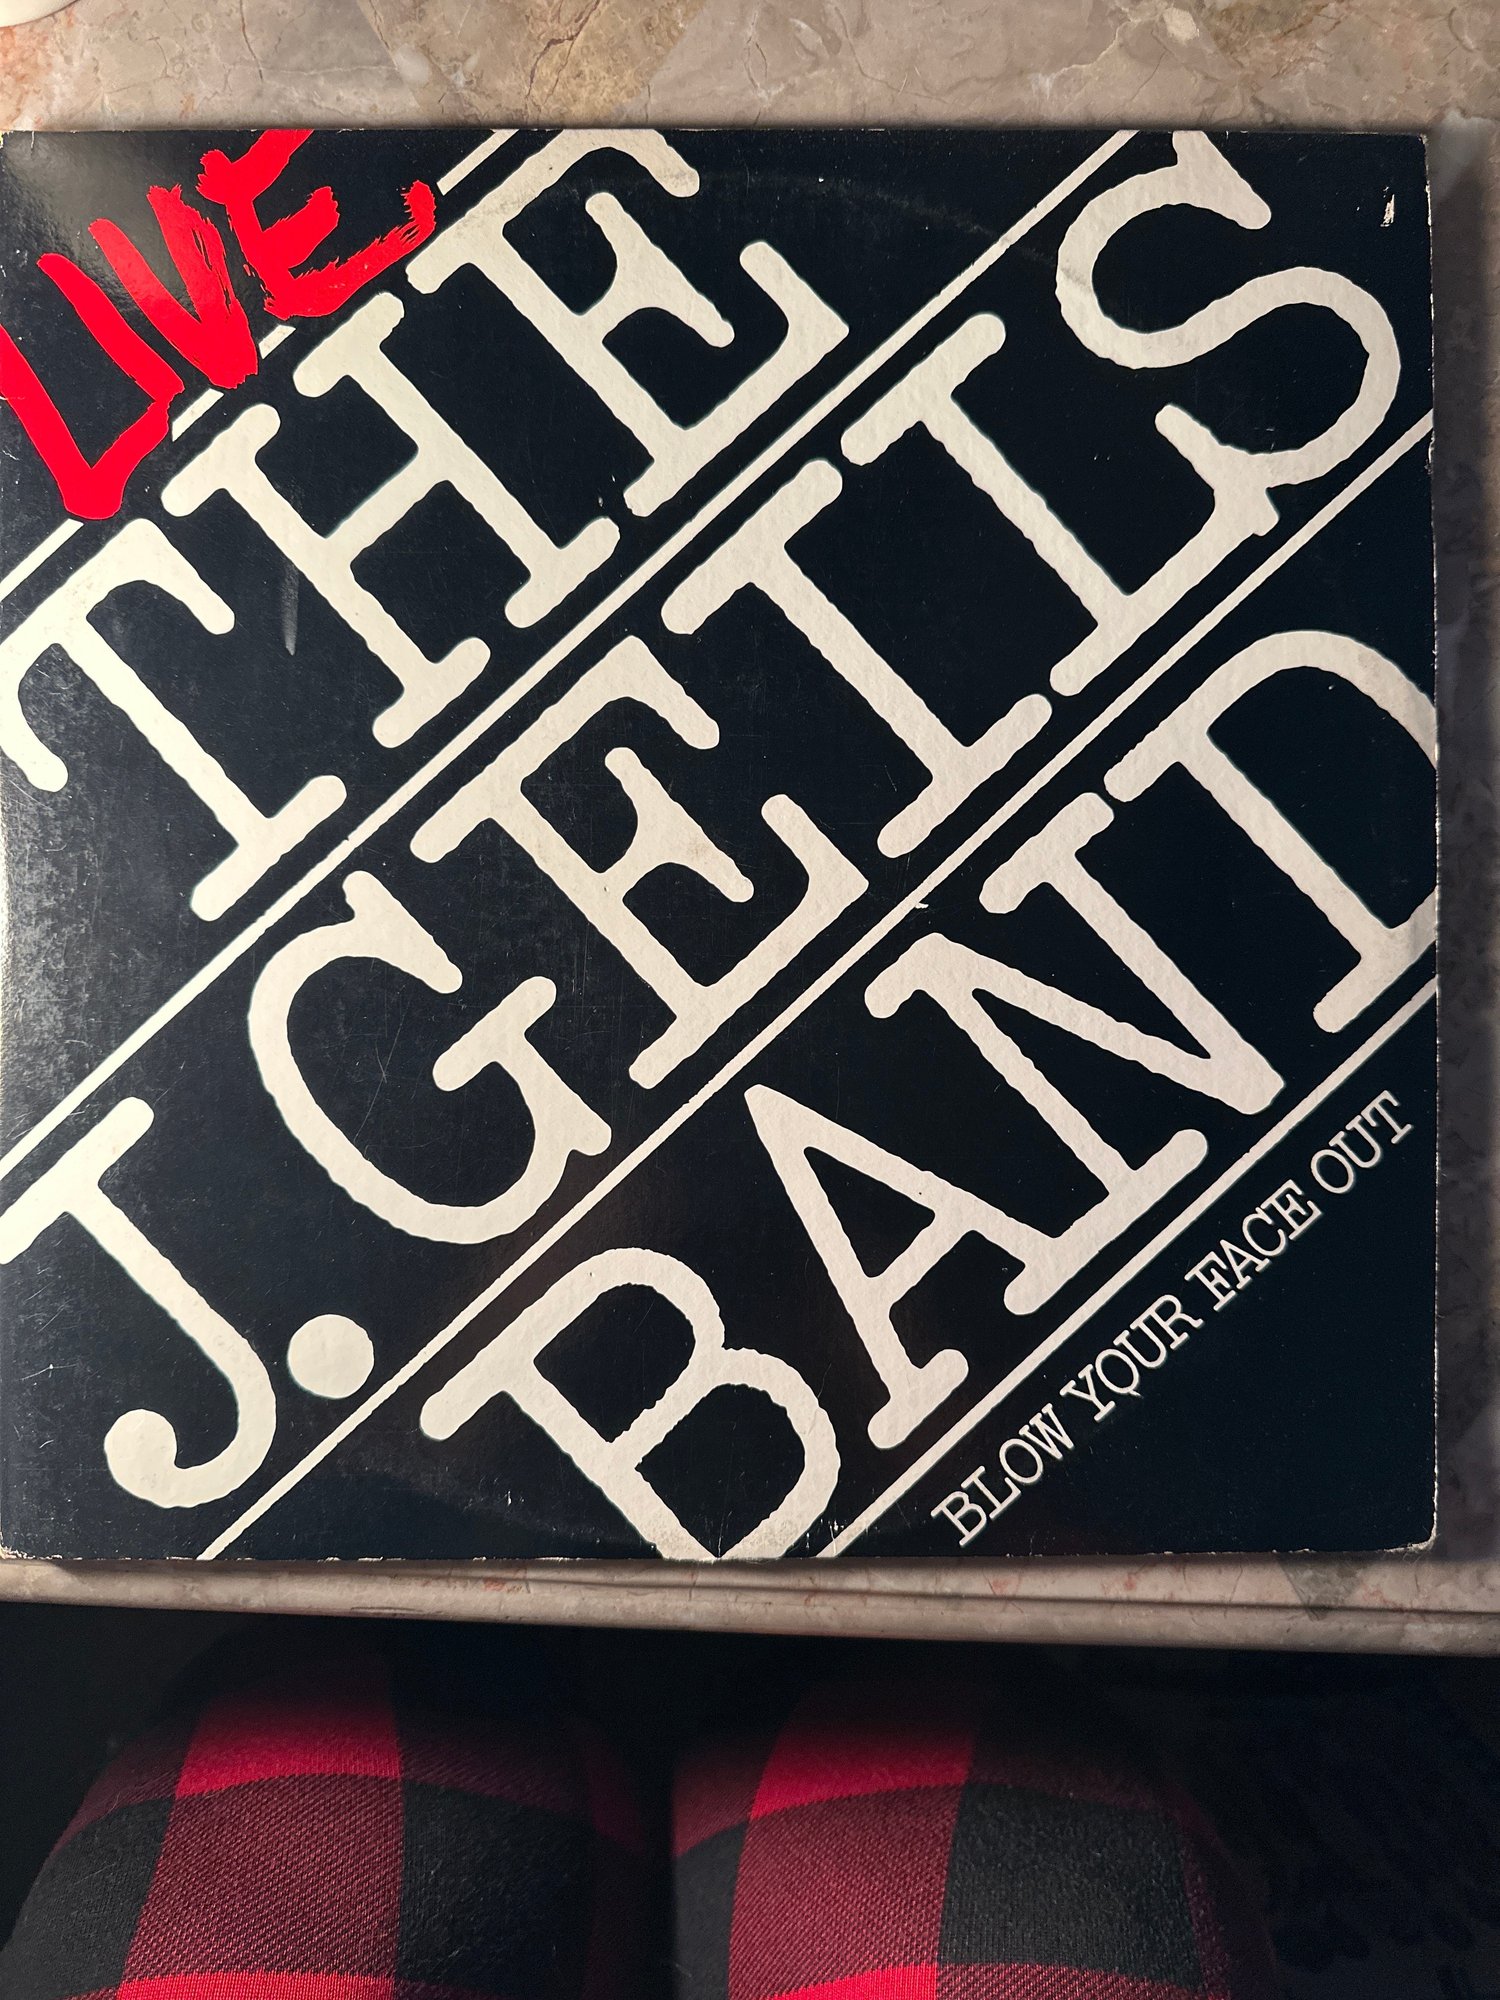 LIVE
THE
J. GEILS
BAND
BLOW YOUR FACE OUT